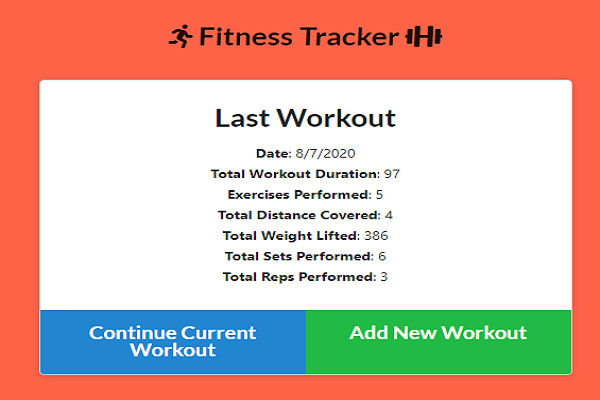 Fitness Tracker
Last Workout
Date: 8/7/2020
Total Workout Duration: 97
Exercises Performed: 5
Total Distance Covered: 4
Total Weight Lifted: 386
Total Sets Performed: 6
Total Reps Performed: 3
Continue Current
Workout
Add New Workout